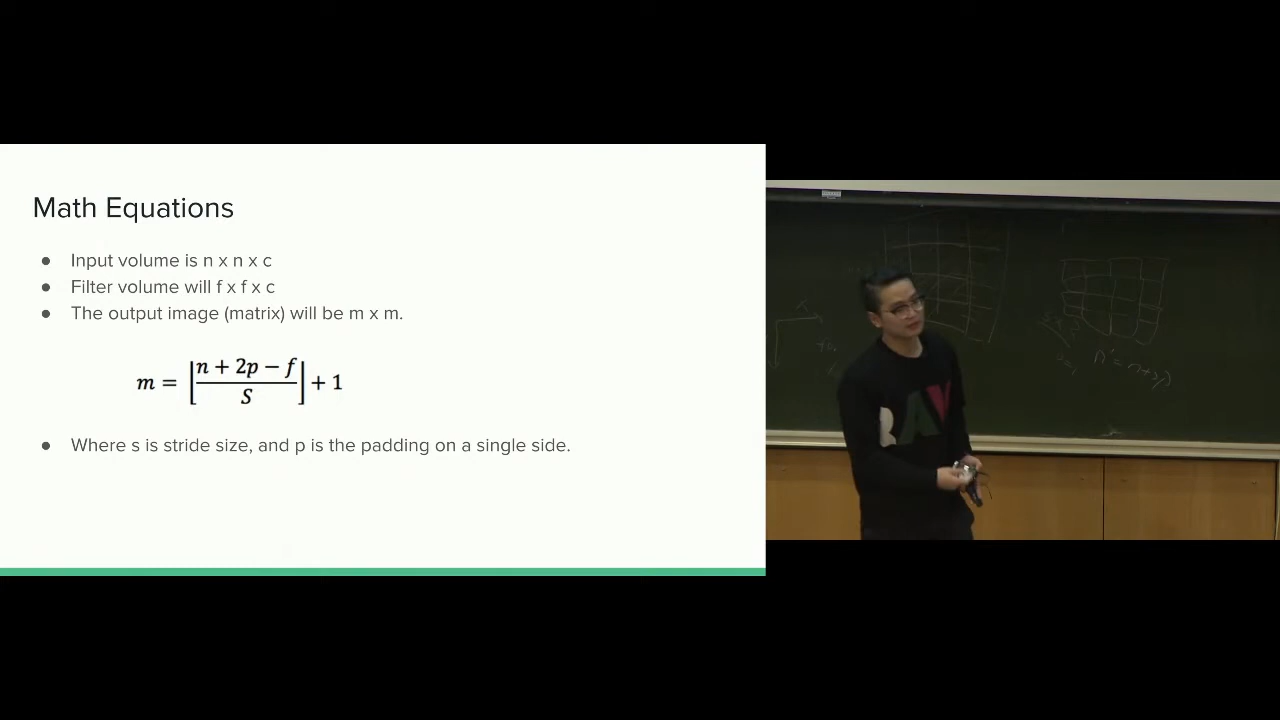 Math Equations
● Input volume is n x n x c
● Filter volume will f x f x c
● The output image (matrix) will be m x m.
m = ⌊(n + 2p − f)/S⌋ + 1
● Where s is stride size, and p is the padding on a single side.
n' = n+2p